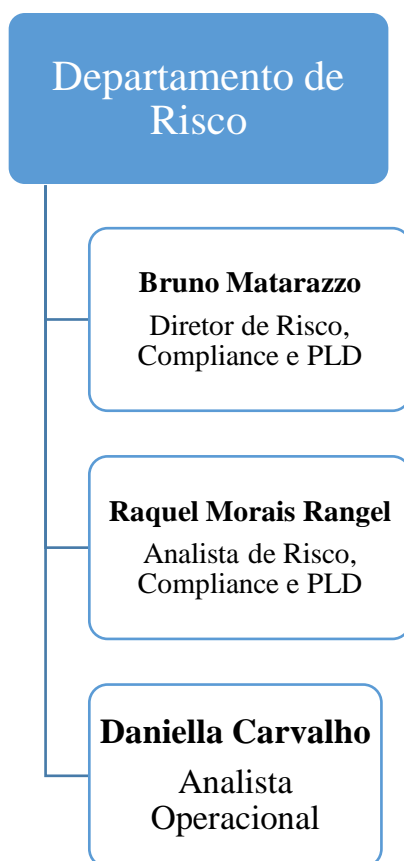 Departamento de
Risco
Bruno Matarazzo
Diretor de Risco,
Compliance e PLD
Raquel Morais Rangel
Analista de Risco,
Compliance e PLD
Daniella Carvalho
Analista
Operacional